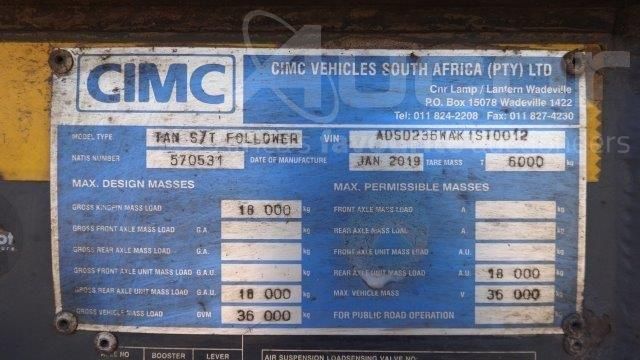 CIMC
CIMC VEHICLES SOUTH AFRICA (PTY) LTD
Cnr Lamp / Lantern Wadeville
P.O. Box 15078 Wadeville 1422
Tel: 011 824-2208 Fax: 011 827-4230
MODEL TYPE TAN S/T FOLLOWER VIN
NATIS NUMBER 570531 DATE OF MANUFACTURE JAN 2019 TARE MASS T 6000 kg
MAX. DESIGN MASSES
MAX. PERMISSIBLE MASSES
GROSS KINGPIN MASS LOAD 18 000 kg FRONT AXLE MASS LOAD A kg
GROSS FRONT AXLE MASS LOAD G.A. kg REAR AXLE MASS LOAD A kg
GROSS REAR AXLE MASS LOAD G.A. kg FRONT AXLE UNIT MASS LOAD A.U. kg
GROSS FRONT AXLE UNIT MASS LOAD G.A.U. kg REAR AXLE UNIT MASS LOAD A.U. 18 000 kg
GROSS REAR AXLE UNIT MASS LOAD G.A.U. 18 000 kg MAX. VEHICLE MASS V 36 000 kg
GROSS VEHICLE MASS LOAD GVM 36 000 kg FOR PUBLIC ROAD OPERATION
NO BOOSTER LEVER AIR SUSPENSION LOADSENSING VALVE NO